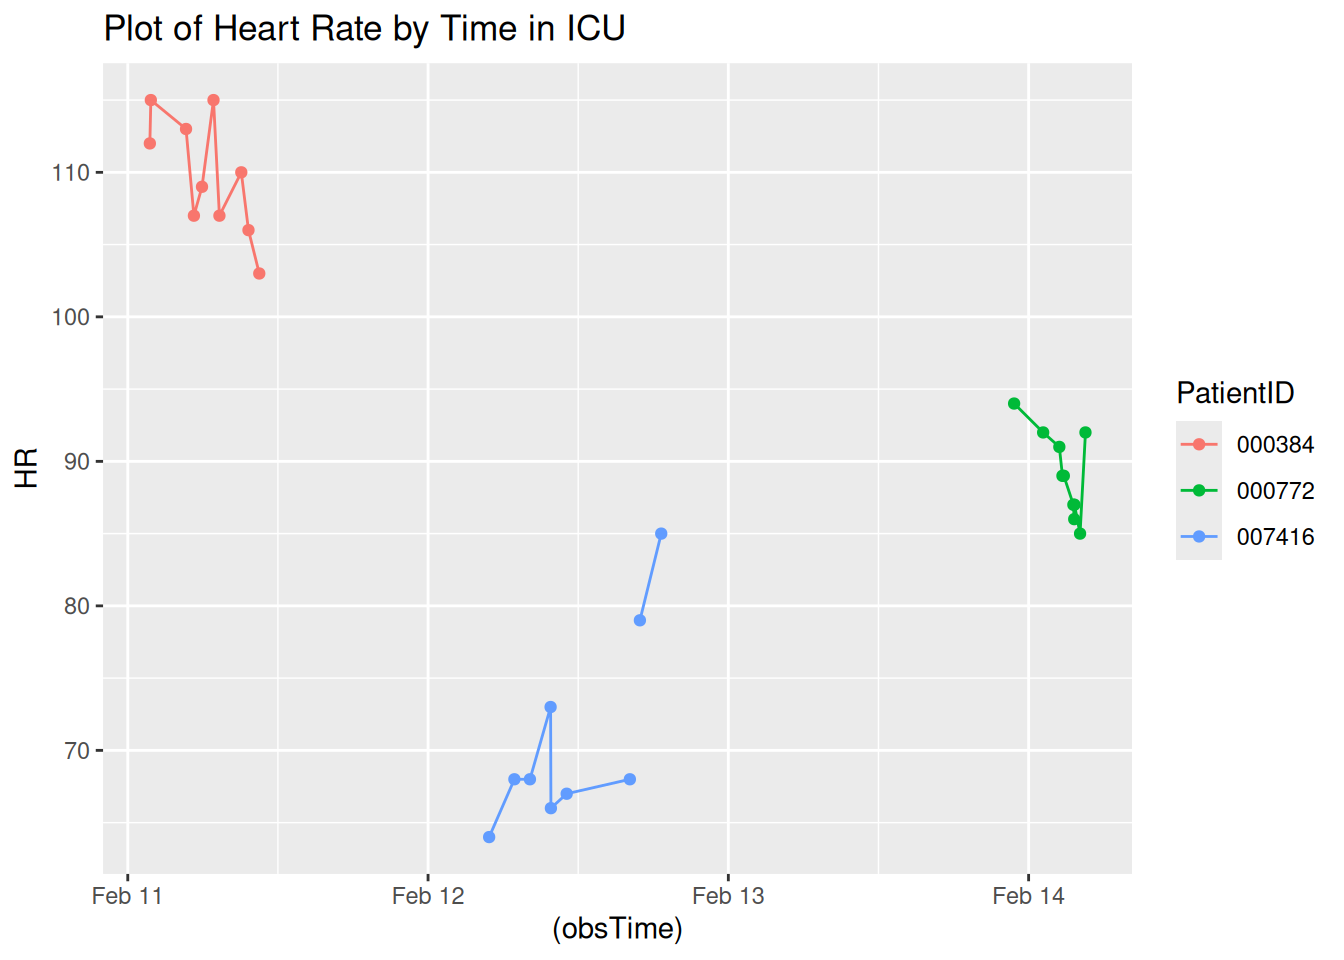 Plot of Heart Rate by Time in ICU
HR
110
100
90
80
70
Feb 11
Feb 12
Feb 13
Feb 14
(obsTime)
PatientID
000384
000772
007416